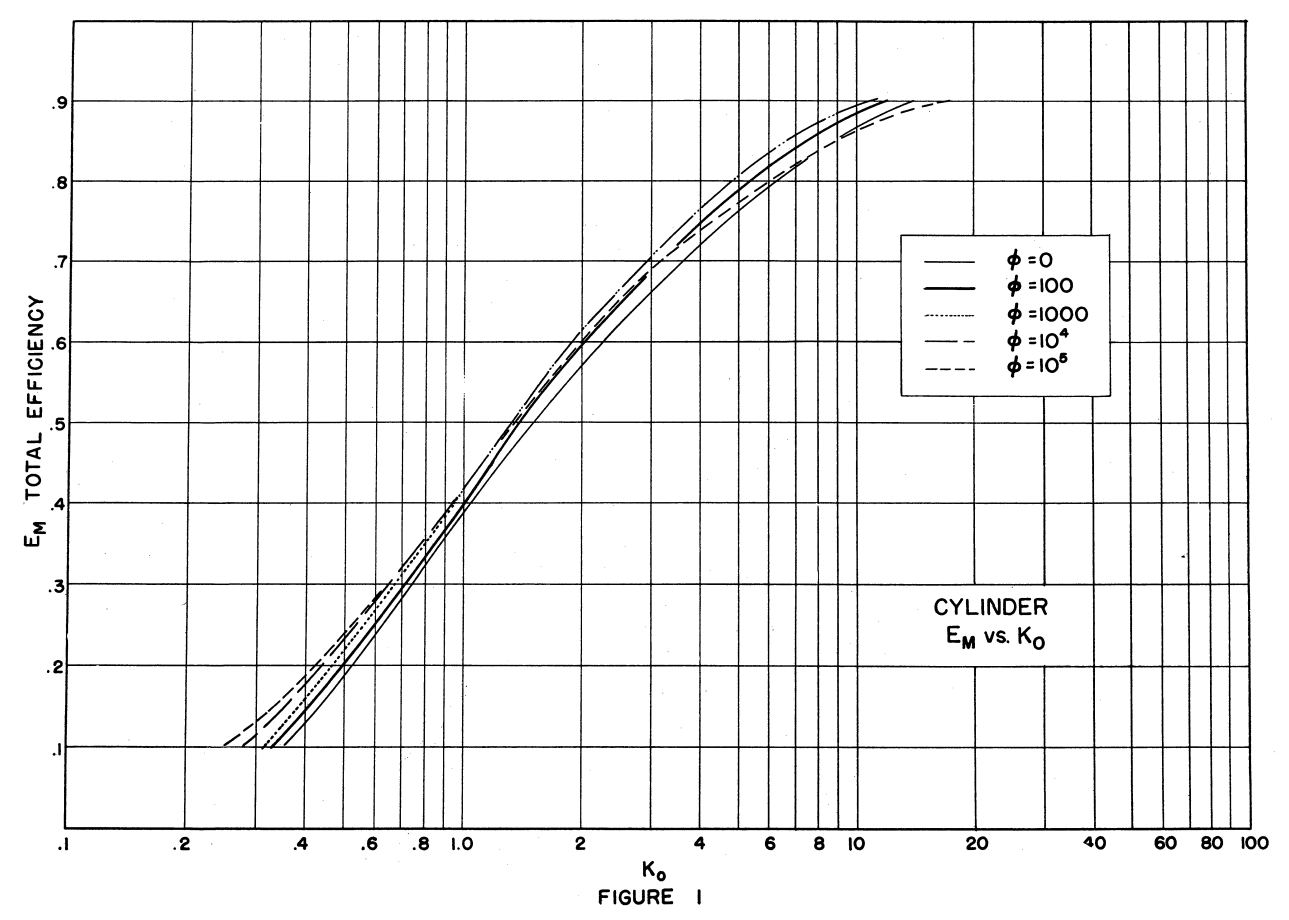 .9
.8
.7
.6
.5
.4
.3
.2
.1
E_M TOTAL EFFICIENCY
ϕ = 0
ϕ = 100
ϕ = 1000
ϕ = 10⁴
ϕ = 10⁵
CYLINDER
E_M vs. K_O
.1 .2 .4 .6 .8 1.0 2 4 6 8 10 20 40 60 80 100
K_O
FIGURE 1